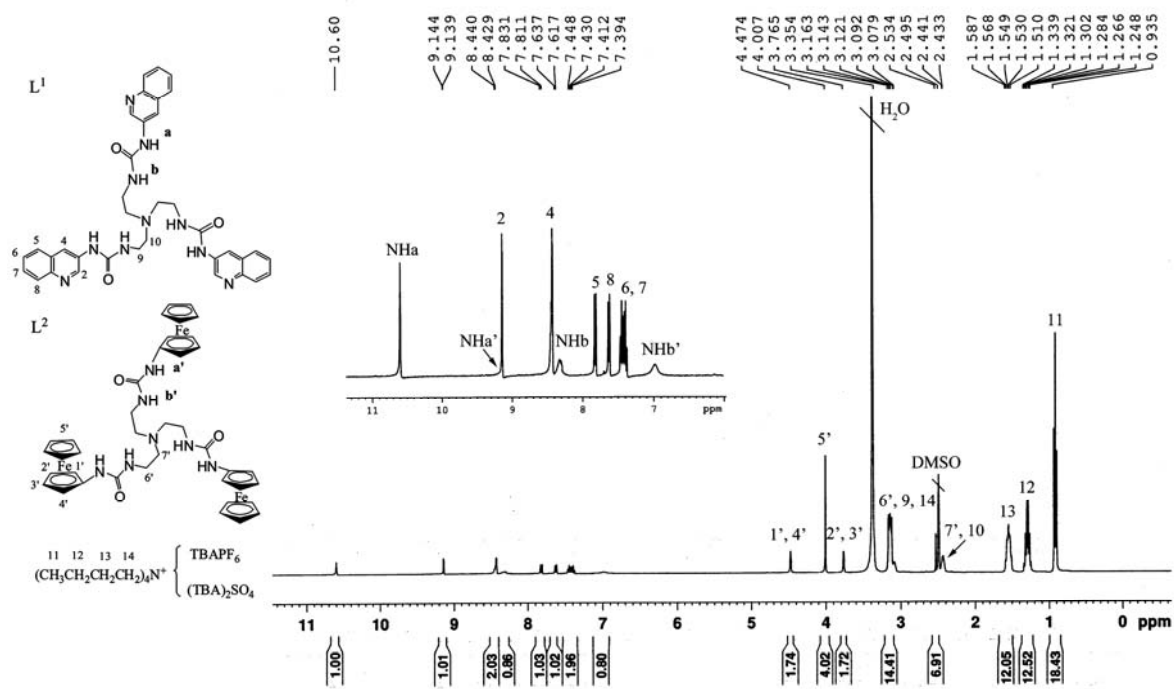 10.60
9.144
9.139
8.440
8.429
7.831
7.811
7.637
7.617
7.448
7.430
7.412
7.394
4.474
4.007
3.765
3.354
3.163
3.143
3.121
3.092
3.079
2.534
2.495
2.441
2.433
1.587
1.568
1.549
1.530
1.510
1.339
1.321
1.302
1.284
1.266
1.248
0.935
L1
N
NH a
O
NH b
N
NH
O
NH
N
H N H N
O
N
5 4
6
7
8 2
10
9
L2
Fe
NH a'
O
NH b'
N
NH
O
NH
Fe
H N H N
O
Fe
5'
2' 1'
3'
4'
7'
6'
11 12 13 14
(CH3CH2CH2CH2)4N+
TBAPF6
(TBA)2SO4
NHa
2
4
NHa'
NHb
5
8
6, 7
NHb'
11 10 9 8 7 ppm
H2O
5'
1', 4'
2', 3'
6', 9, 14
DMSO
7', 10
13
12
11
11 10 9 8 7 6 5 4 3 2 1 0 ppm
1.00
1.01
2.03
0.86
1.03
1.02
1.96
0.80
1.74
4.02
1.72
14.41
6.91
12.05
12.52
18.43